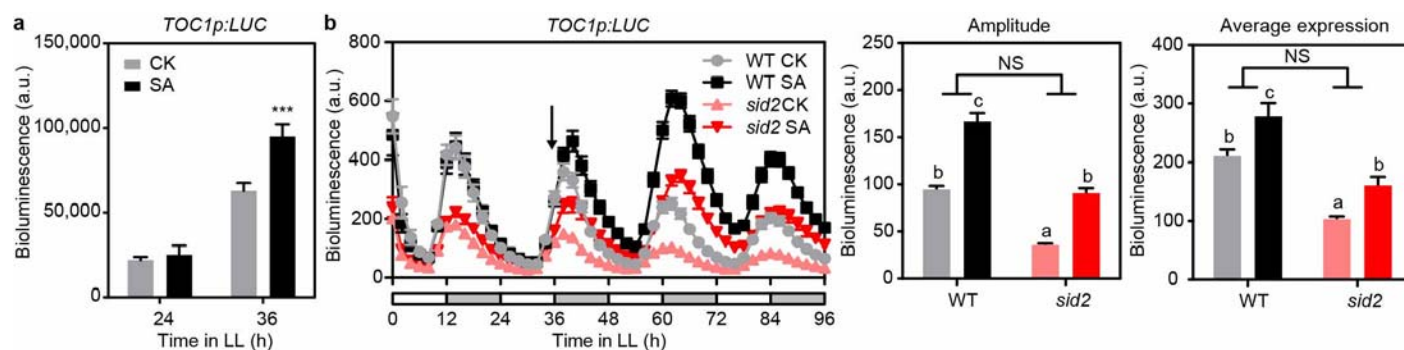 a
TOC1p:LUC
150,000
100,000
50,000
0
Bioluminescence (a.u.)
CK
SA
***
24 36
Time in LL (h)
b
TOC1p:LUC
800
600
400
200
0
Bioluminescence (a.u.)
WT CK
WT SA
sid2CK
sid2 SA
0 12 24 36 48 60 72 84 96
Time in LL (h)
Amplitude
250
200
150
100
50
0
Bioluminescence (a.u.)
NS
b c a b
WT sid2
Average expression
400
300
200
100
0
Bioluminescence (a.u.)
NS
b c a b
WT sid2